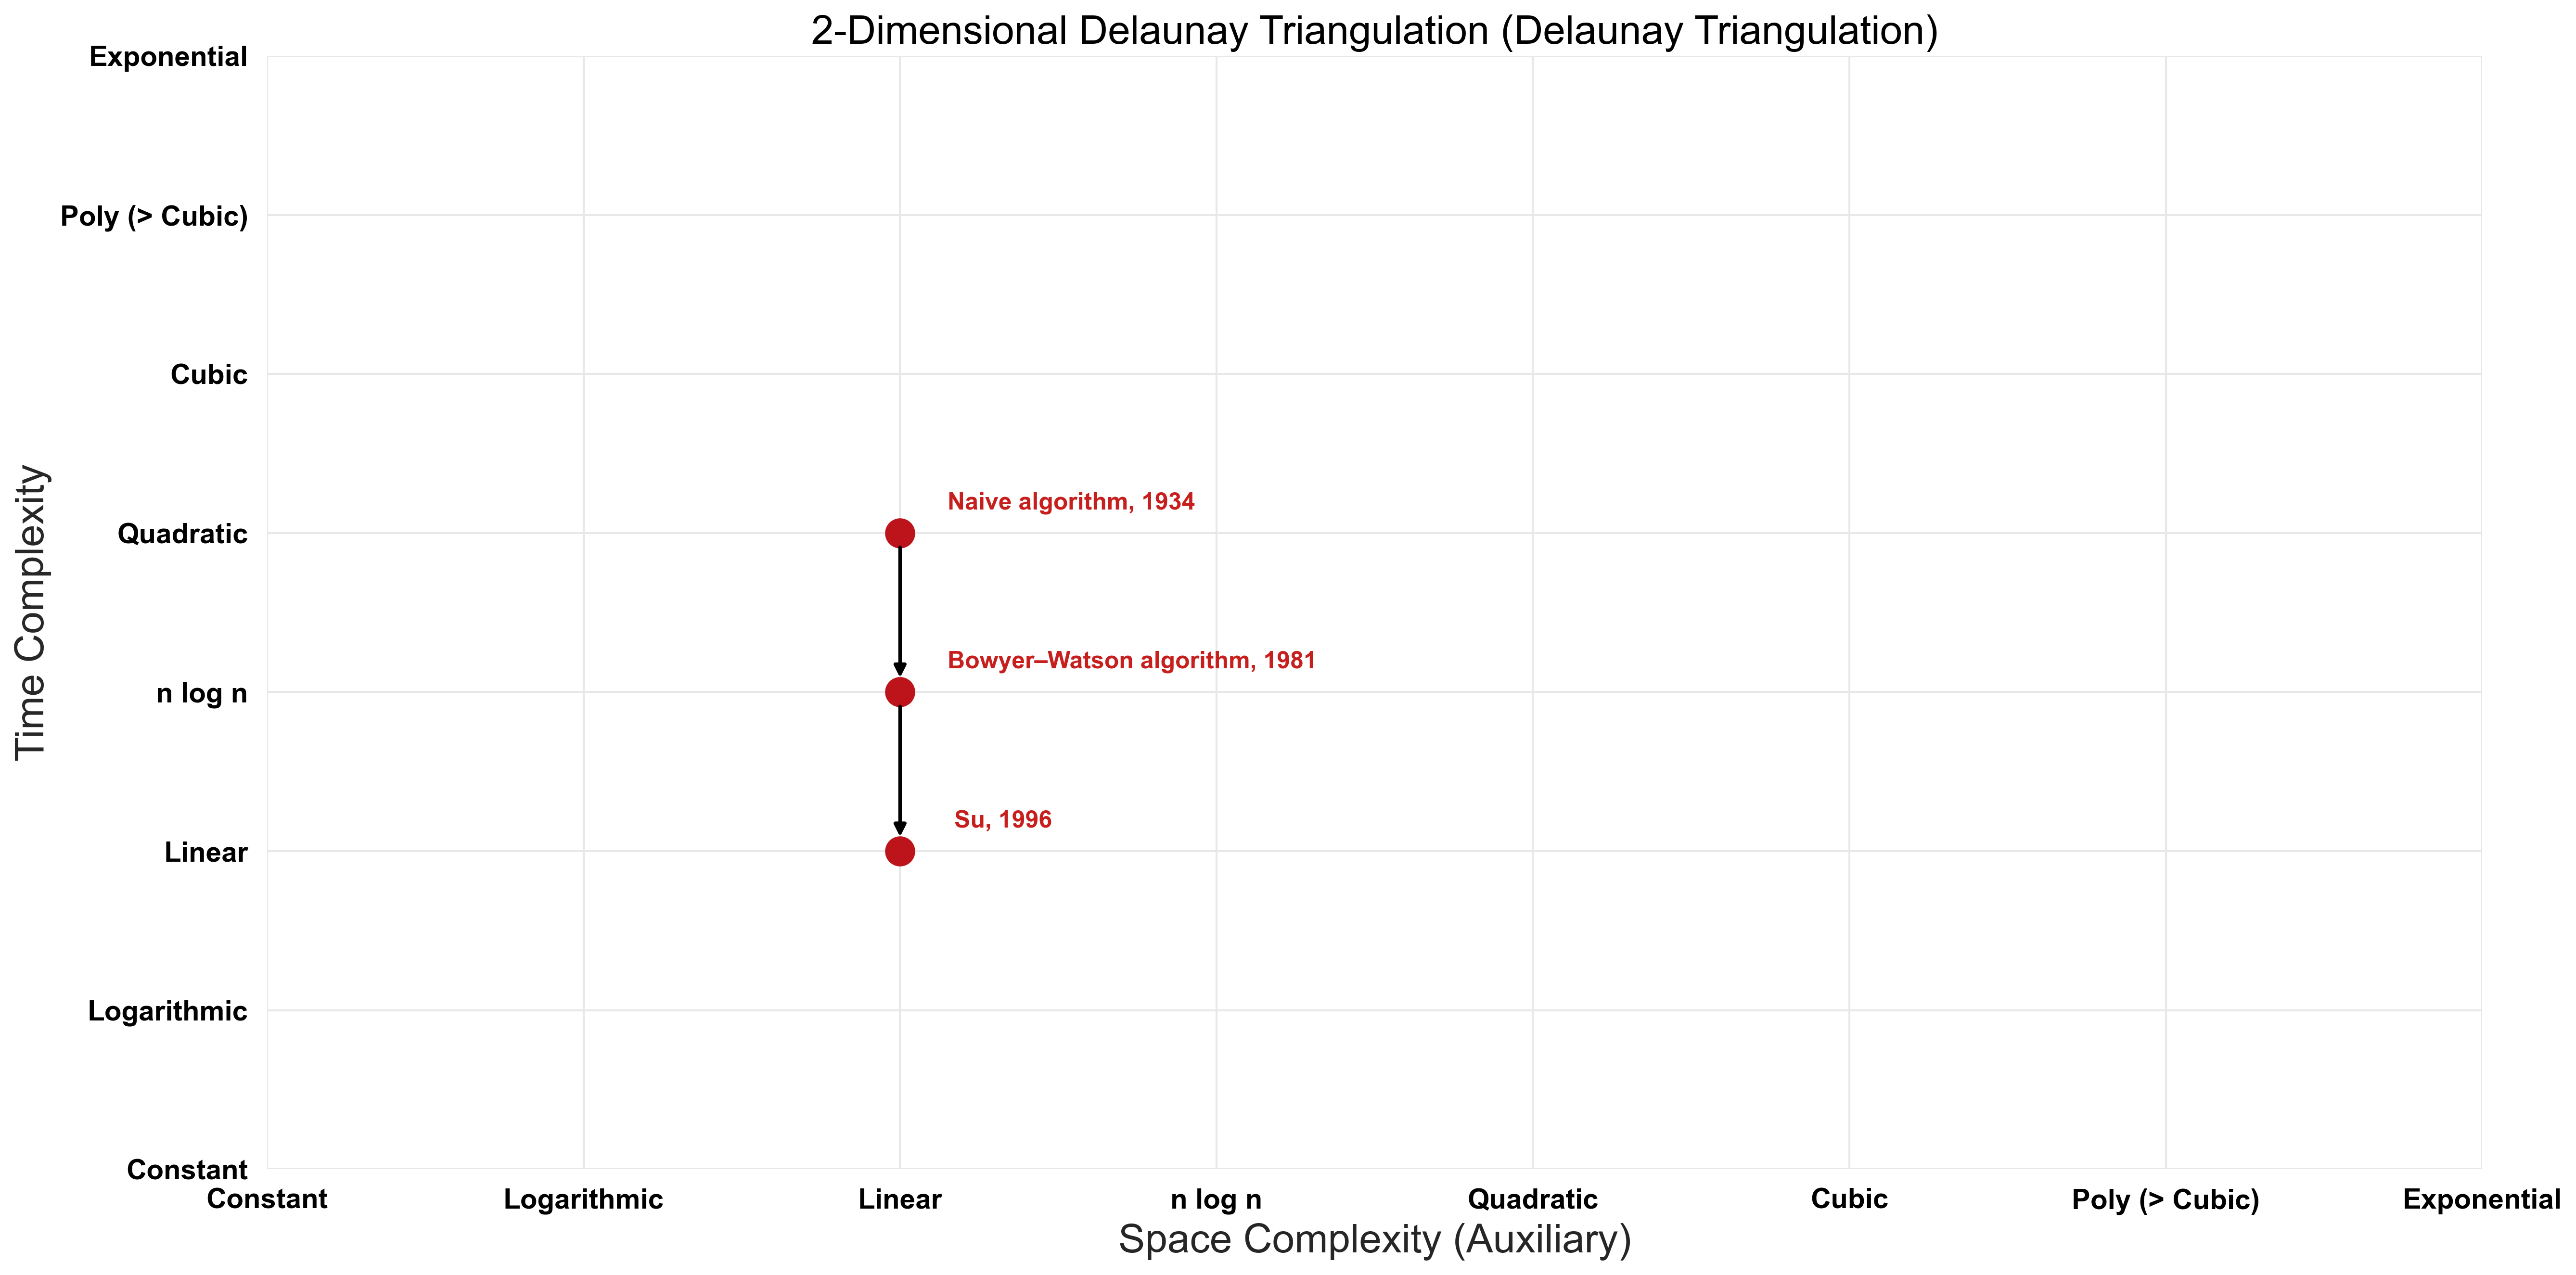 2-Dimensional Delaunay Triangulation (Delaunay Triangulation)
Exponential
Poly (> Cubic)
Cubic
Quadratic
n log n
Linear
Logarithmic
Constant
Time Complexity
Naive algorithm, 1934
Bowyer–Watson algorithm, 1981
Su, 1996
Constant
Logarithmic
Linear
n log n
Quadratic
Cubic
Poly (> Cubic)
Exponential
Space Complexity (Auxiliary)